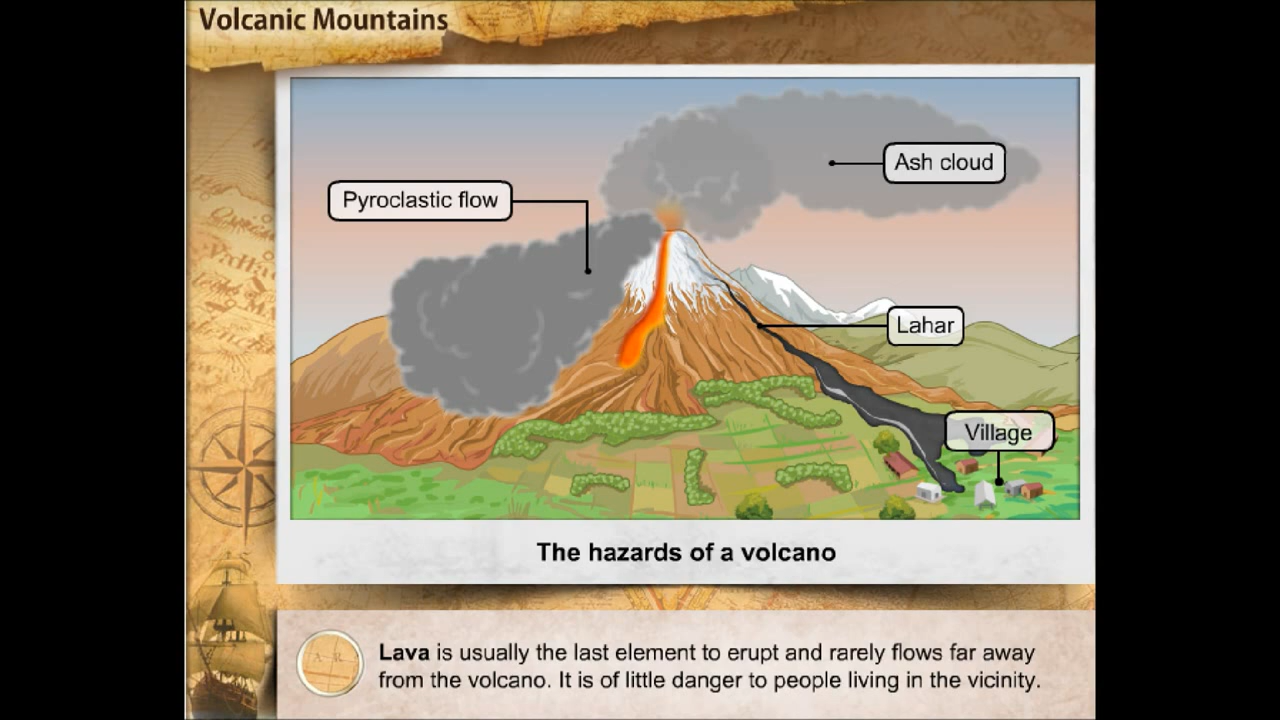 Volcanic Mountains
Ash cloud
Pyroclastic flow
Lahar
Village
The hazards of a volcano
Lava is usually the last element to erupt and rarely flows far away
from the volcano. It is of little danger to people living in the vicinity.